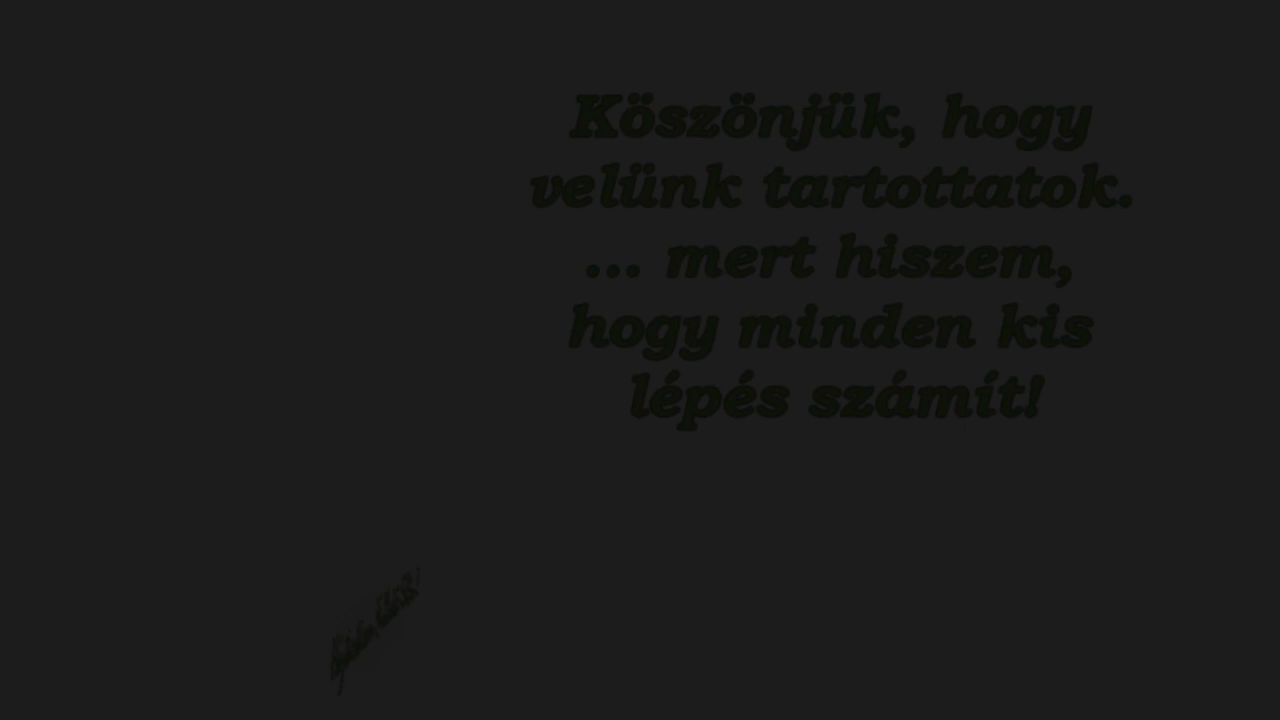 Köszönjük, hogy
velünk tartottatok.
... mert hiszem,
hogy minden kis
lépés számít!